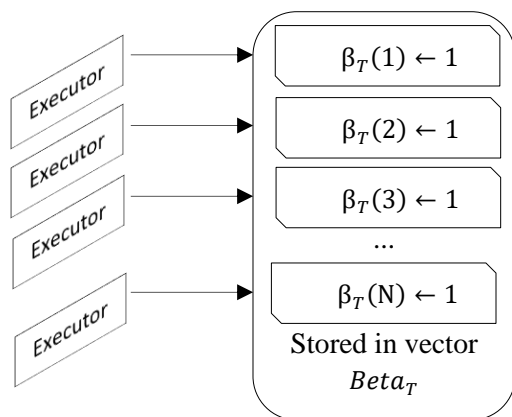 Executor
β_T(1) ← 1
Executor
β_T(2) ← 1
Executor
β_T(3) ← 1
...
Executor
β_T(N) ← 1
Stored in vector
Beta_T